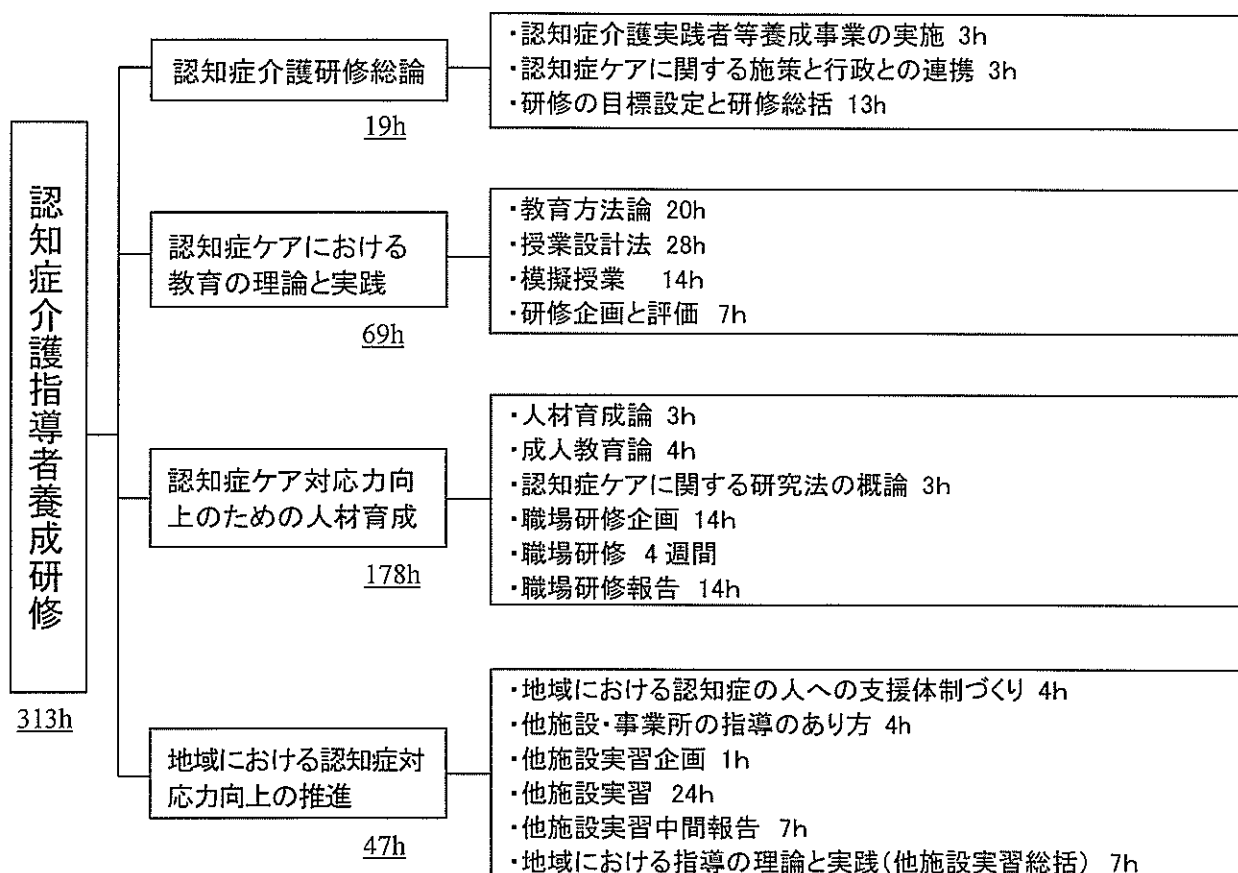 認知症介護指導者養成研修
313h
認知症介護研修総論
19h
・認知症介護実践者等養成事業の実施 3h
・認知症ケアに関する施策と行政との連携 3h
・研修の目標設定と研修総括 13h
認知症ケアにおける
教育の理論と実践
69h
・教育方法論 20h
・授業設計法 28h
・模擬授業 14h
・研修企画と評価 7h
認知症ケア対応力向
上のための人材育成
178h
・人材育成論 3h
・成人教育論 4h
・認知症ケアに関する研究法の概論 3h
・職場研修企画 14h
・職場研修 4週間
・職場研修報告 14h
地域における認知症対
応力向上の推進
47h
・地域における認知症の人への支援体制づくり 4h
・他施設・事業所の指導のあり方 4h
・他施設実習企画 1h
・他施設実習 24h
・他施設実習中間報告 7h
・地域における指導の理論と実践(他施設実習総括) 7h